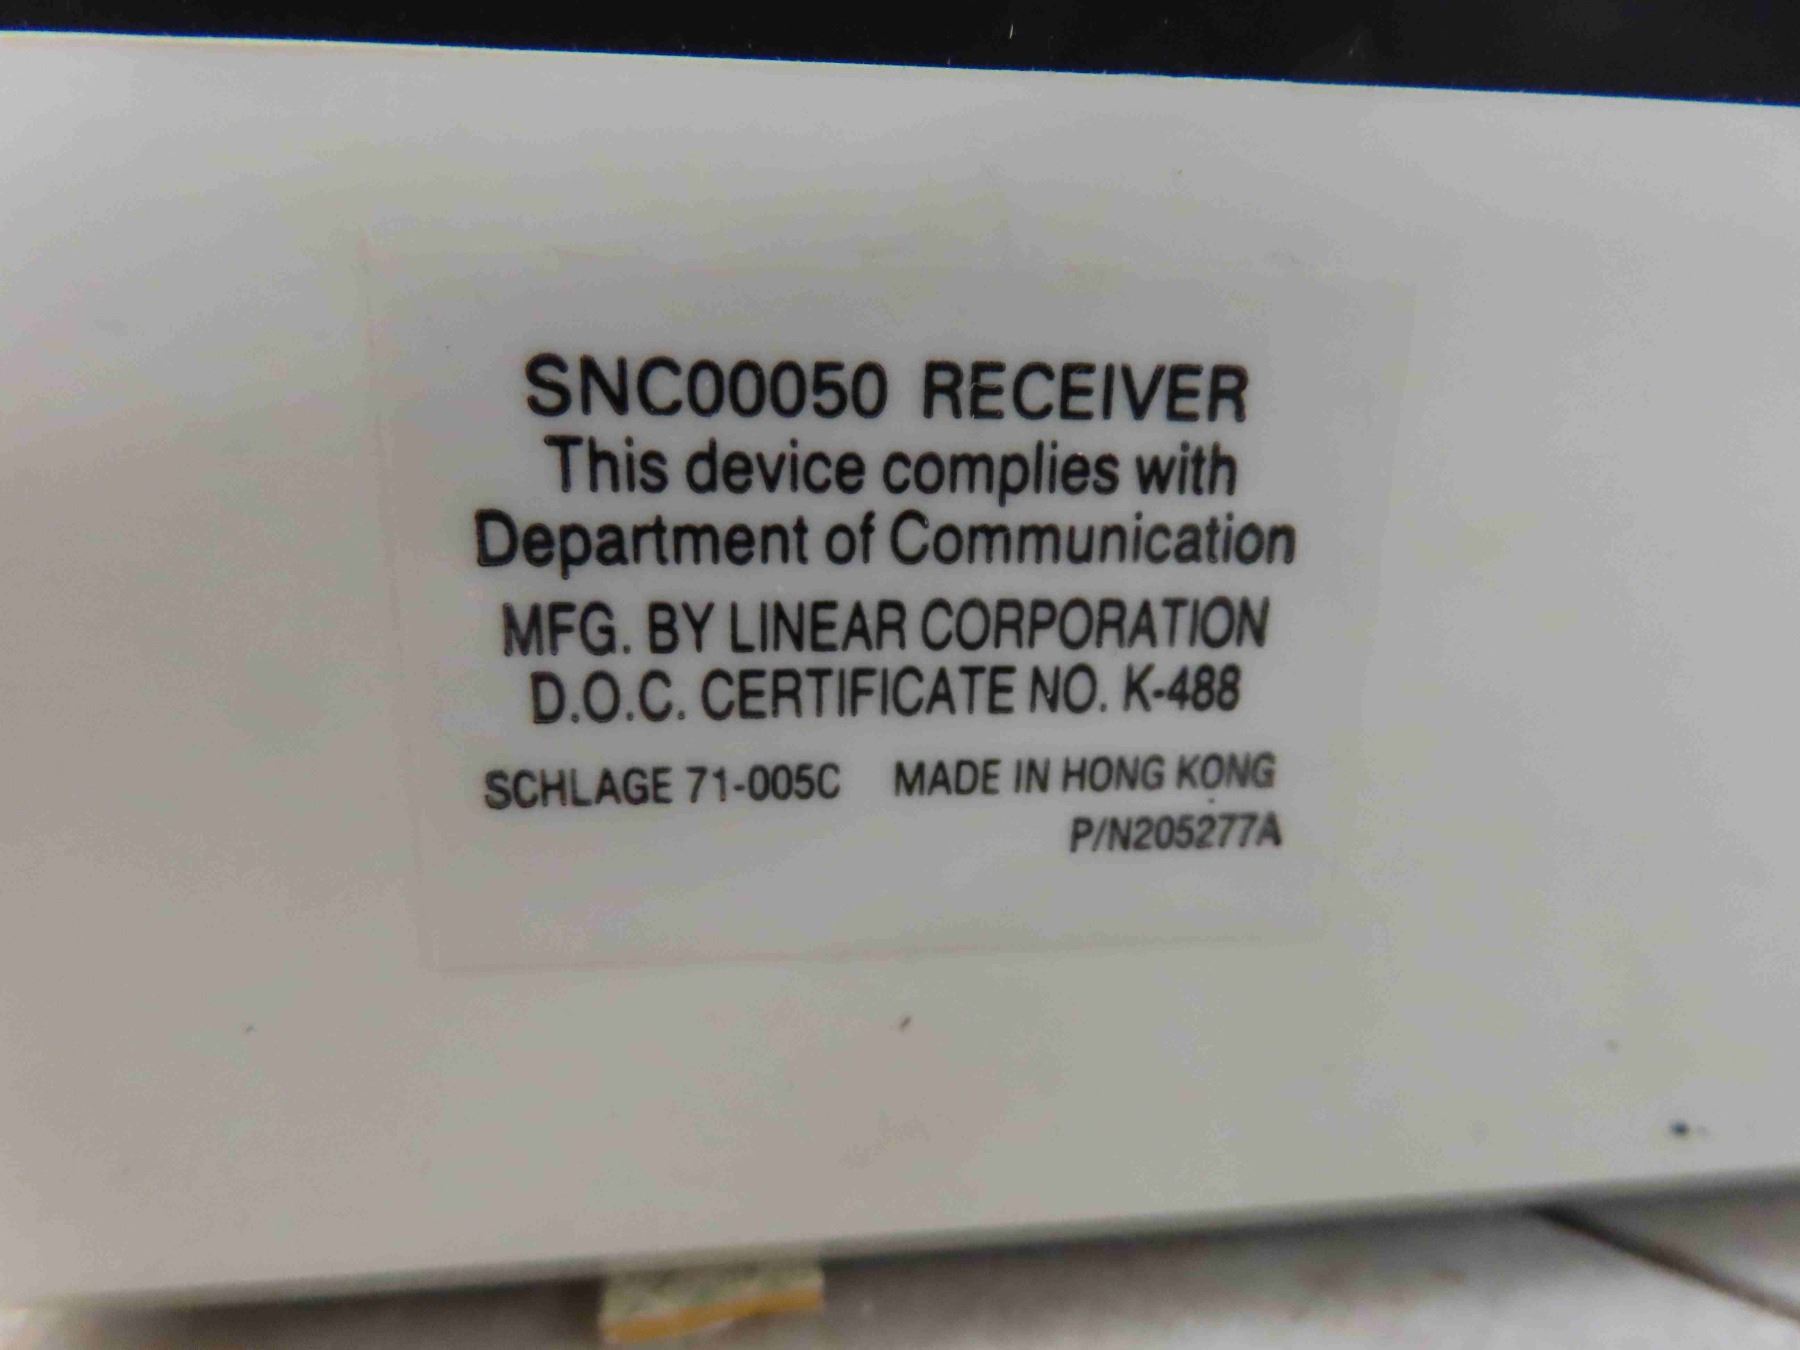 SNC00050 RECEIVER
This device complies with
Department of Communication
MFG. BY LINEAR CORPORATION
D.O.C. CERTIFICATE NO. K-488
SCHLAGE 71-005C MADE IN HONG KONG
P/N205277A